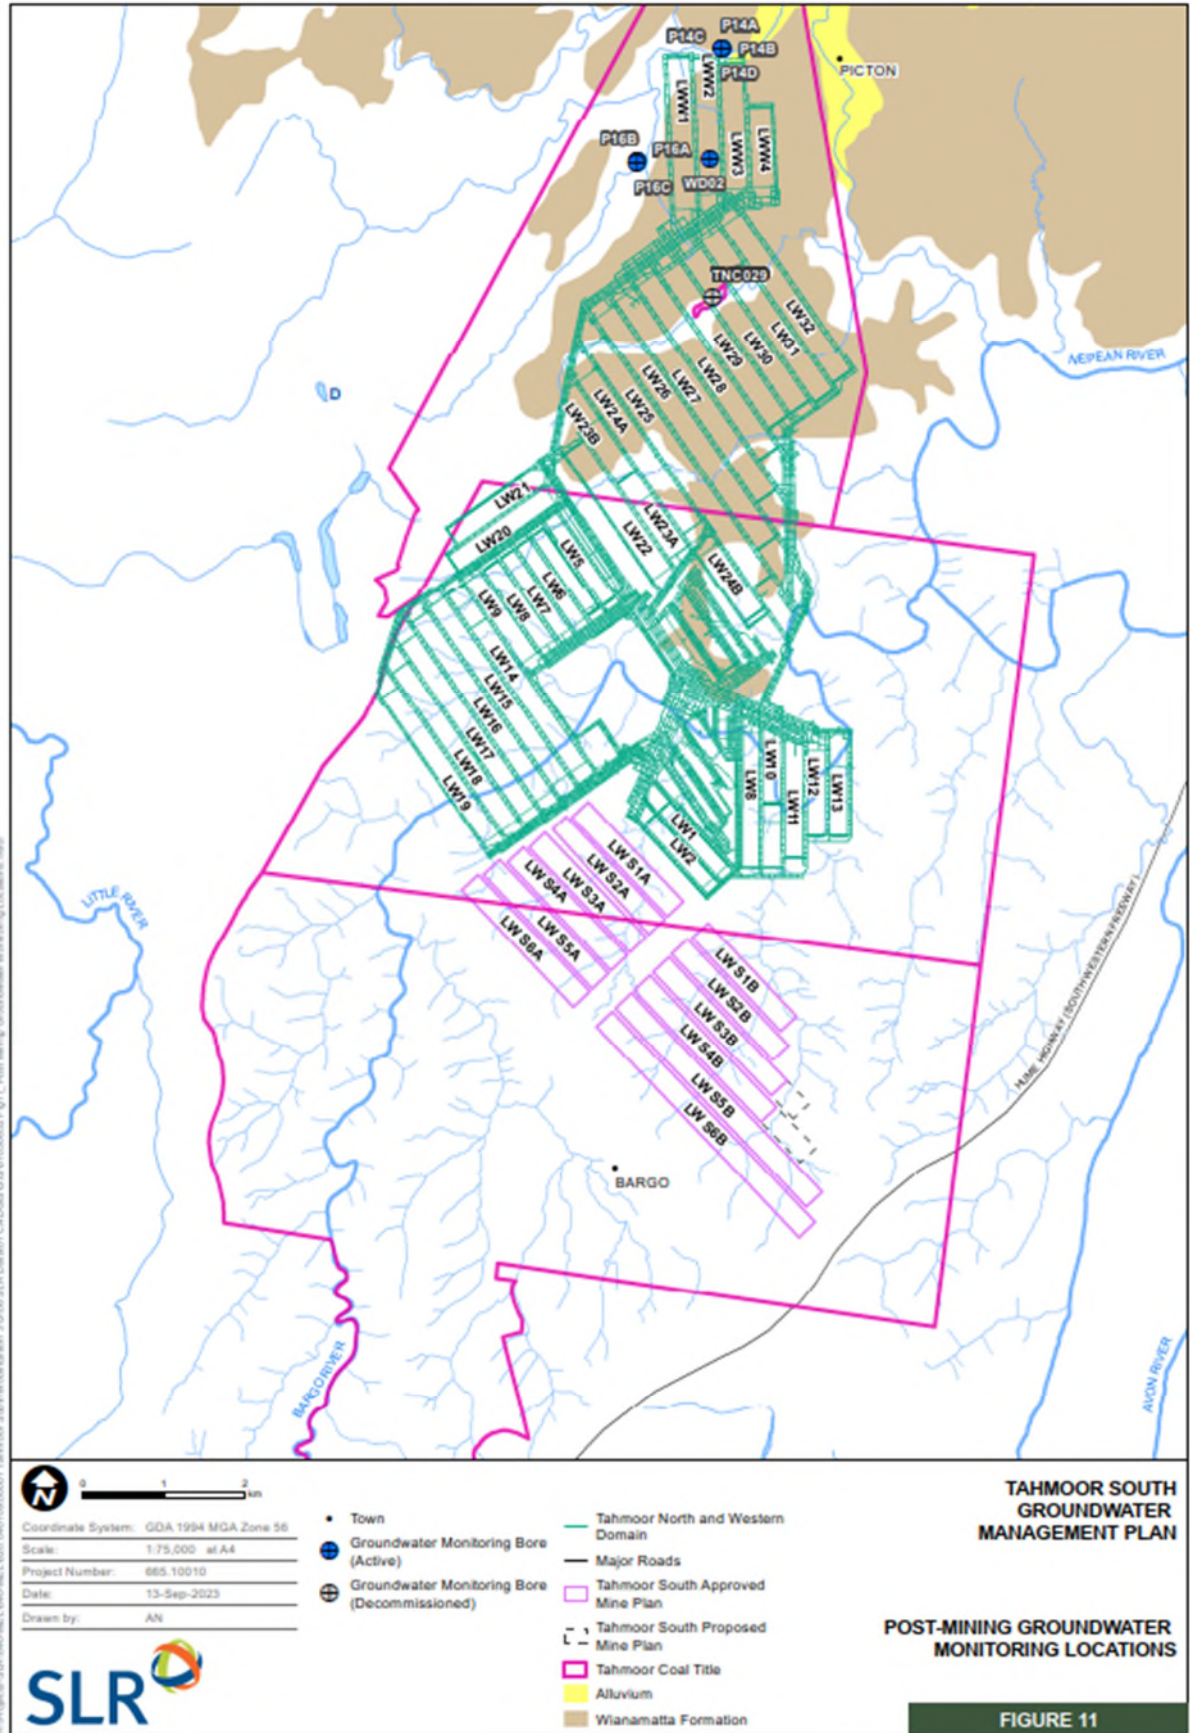 P14C
P14A
P14B
P14D
PICTON
LWW2
LWW1
LWW3
LWW4
P16B
P16A
P16C
WD02
TNC029
LW32
LW31
LW30
LW29
LW28
LW27
LW26
LW25
LW24A
LW23B
NEPEAN RIVER
D
LW21
LW20
LW22
LW23A
LW24B
LW5
LW6
LW7
LW8
LW9
LW14
LW15
LW16
LW17
LW18
LW19
LW1
LW2
LW8
LW10
LW11
LW12
LW13
LITTLE RIVER
LW S1A
LW S2A
LW S3A
LW S4A
LW S5A
LW S6A
LW S1B
LW S2B
LW S3B
LW S4B
LW S5B
LW S6B
HUME HIGHWAY (SOUTH WESTERN FREEWAY)
BARGO
BARGO RIVER
AVON RIVER
N
0 1 2
km
Coordinate System: GDA 1994 MGA Zone 56
Scale: 1:75,000 at A4
Project Number: 665.10010
Date: 13-Sep-2023
Drawn by: AN
SLR
Town
Groundwater Monitoring Bore
(Active)
Groundwater Monitoring Bore
(Decommissioned)
Tahmoor North and Western
Domain
Major Roads
Tahmoor South Approved
Mine Plan
Tahmoor South Proposed
Mine Plan
Tahmoor Coal Title
Alluvium
Wianamatta Formation
TAHMOOR SOUTH
GROUNDWATER
MANAGEMENT PLAN
POST-MINING GROUNDWATER
MONITORING LOCATIONS
FIGURE 11